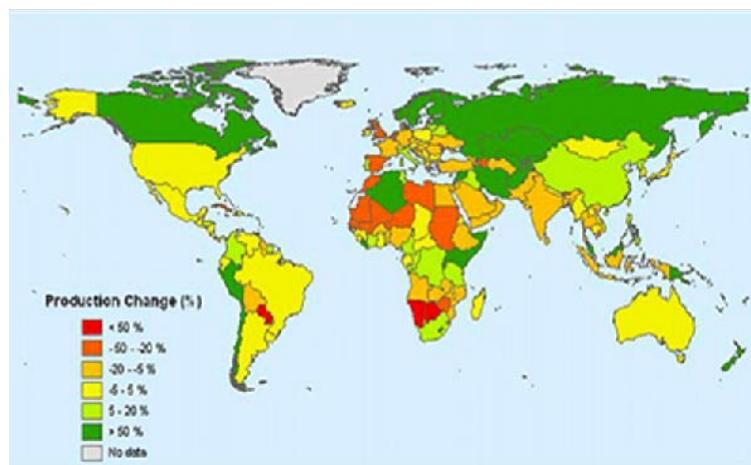 Production Change (%)
< 50 %
-50 - -20 %
-20 - -5 %
-5 - 5 %
5 - 20 %
> 50 %
No data